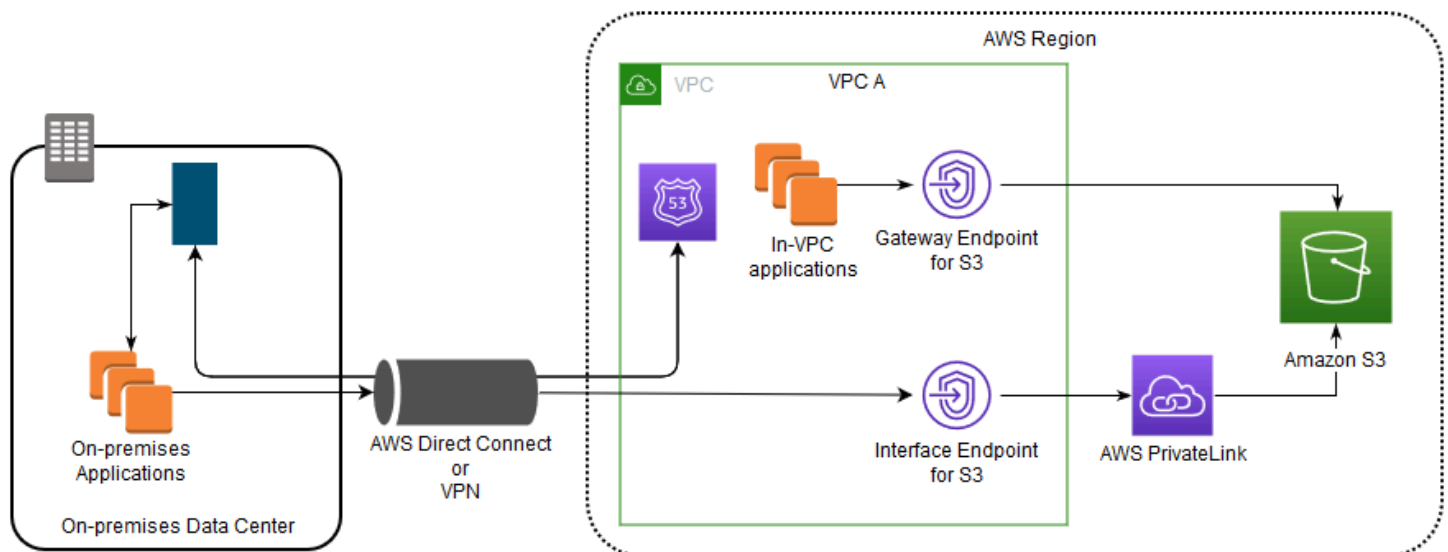 AWS Region
VPC
VPC A
53
In-VPC
applications
Gateway Endpoint
for S3
Amazon S3
On-premises
Applications
AWS Direct Connect
or
VPN
Interface Endpoint
for S3
AWS PrivateLink
On-premises Data Center